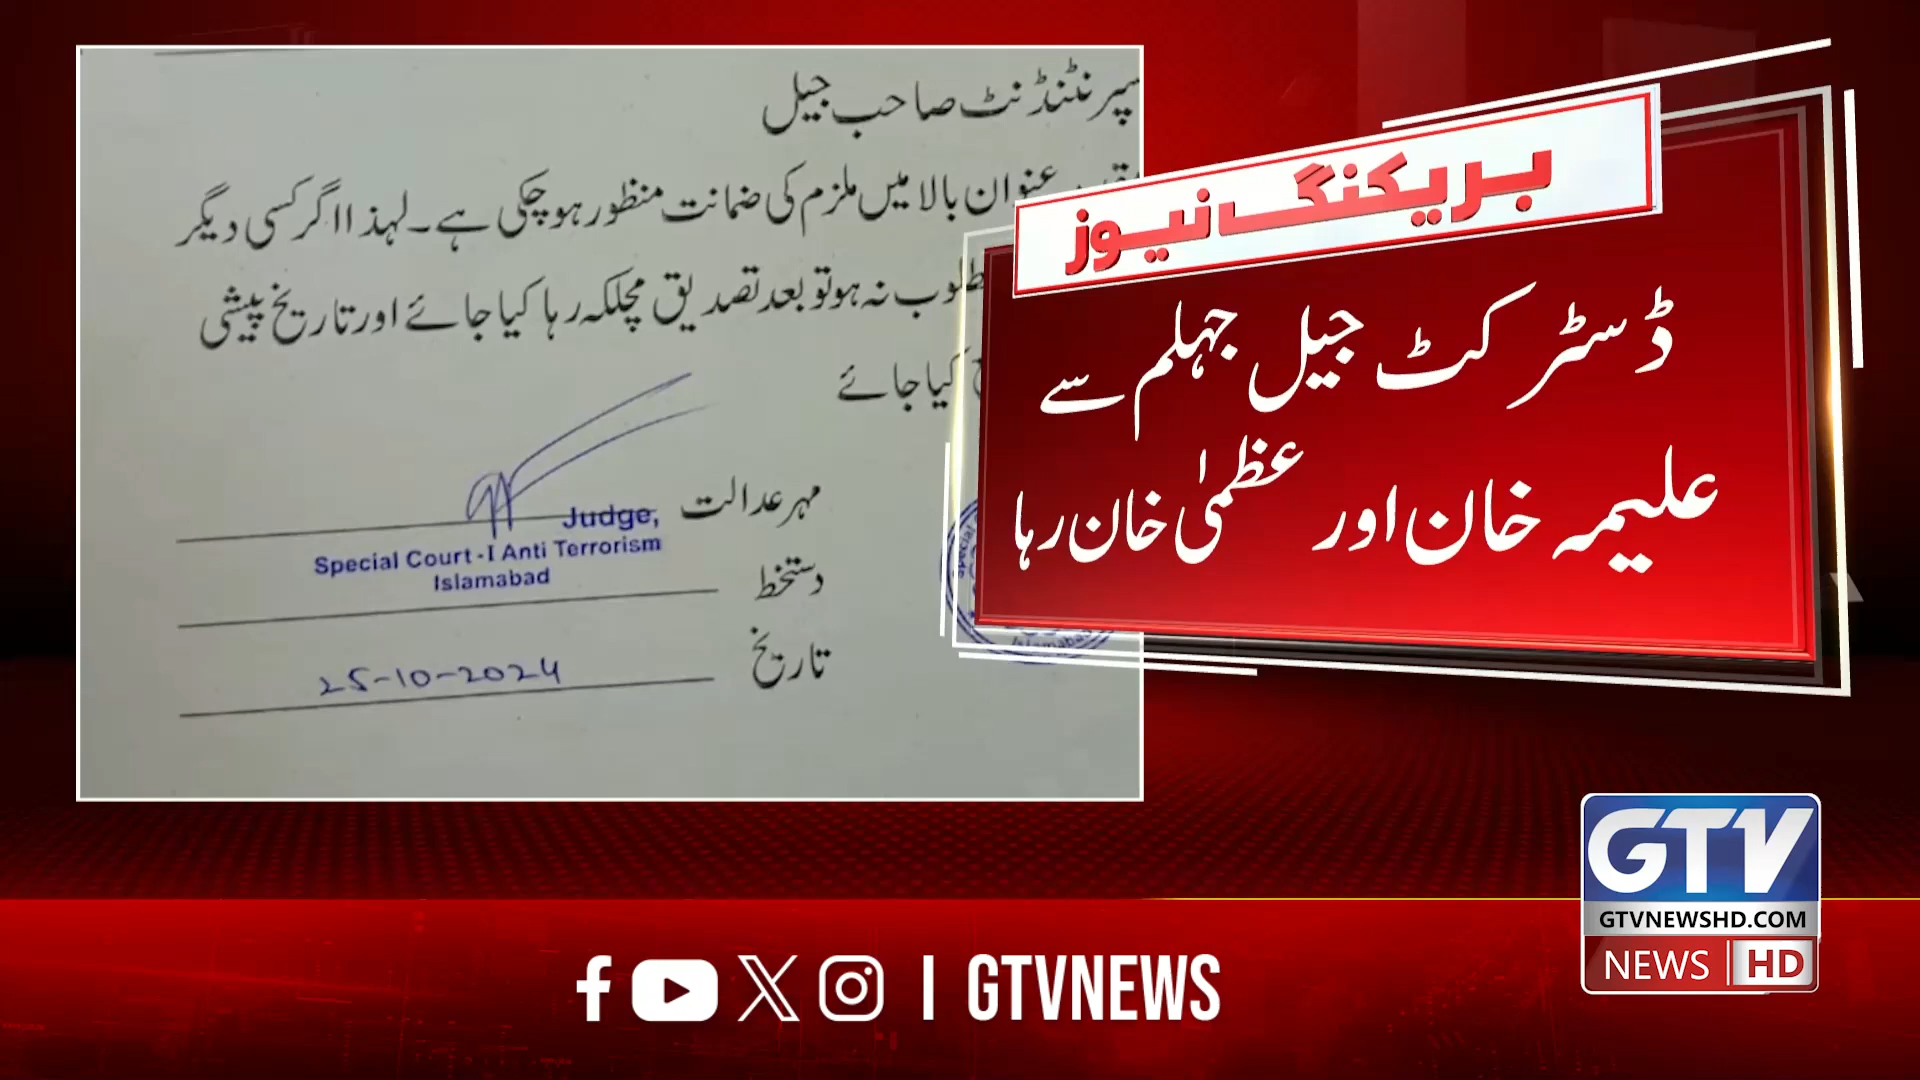 سپرنٹنڈنٹ صاحب جیل
عنوان بالا میں ملزم کی ضمانت منظور ہو چکی ہے۔ لہذا اگر کسی دیگر
نہ ہو تو بعد تصدیق مچلکہ رہا کیا جائے اور تاریخ پیشی
کیا جائے
مہر عدالت
Judge,
Special Court-I Anti Terrorism
Islamabad
دستخط
تاریخ
25-10-2024
Islamabad
بریکنگ نیوز
ڈسٹرکٹ جیل جہلم سے
علیمہ خان اور عظمیٰ خان رہا
GTV
GTVNEWSHD.COM
NEWS HD
GTVNEWS